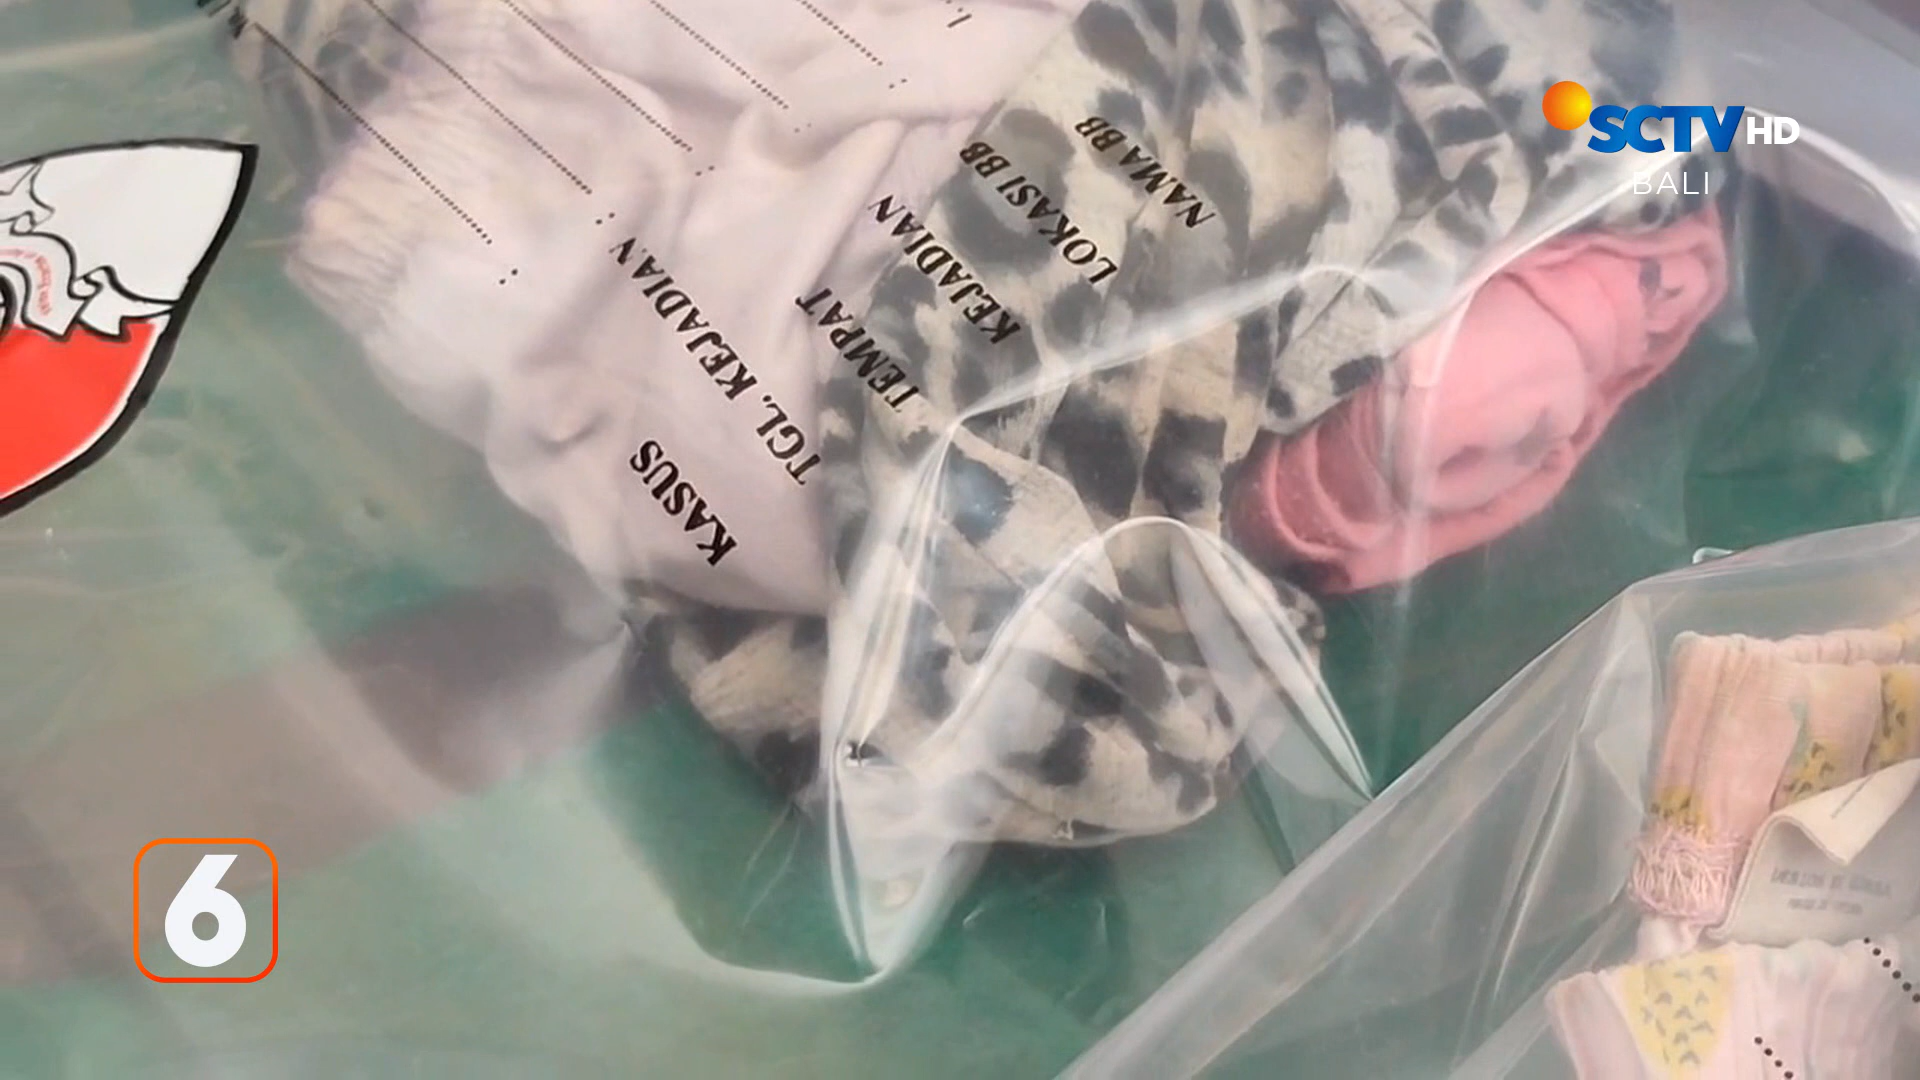 SCTV HD
BALI
KASUS
TGL. KEJADIAN :
TEMPAT
KEJADIAN :
LOKASI BB :
NAMA BB :
6